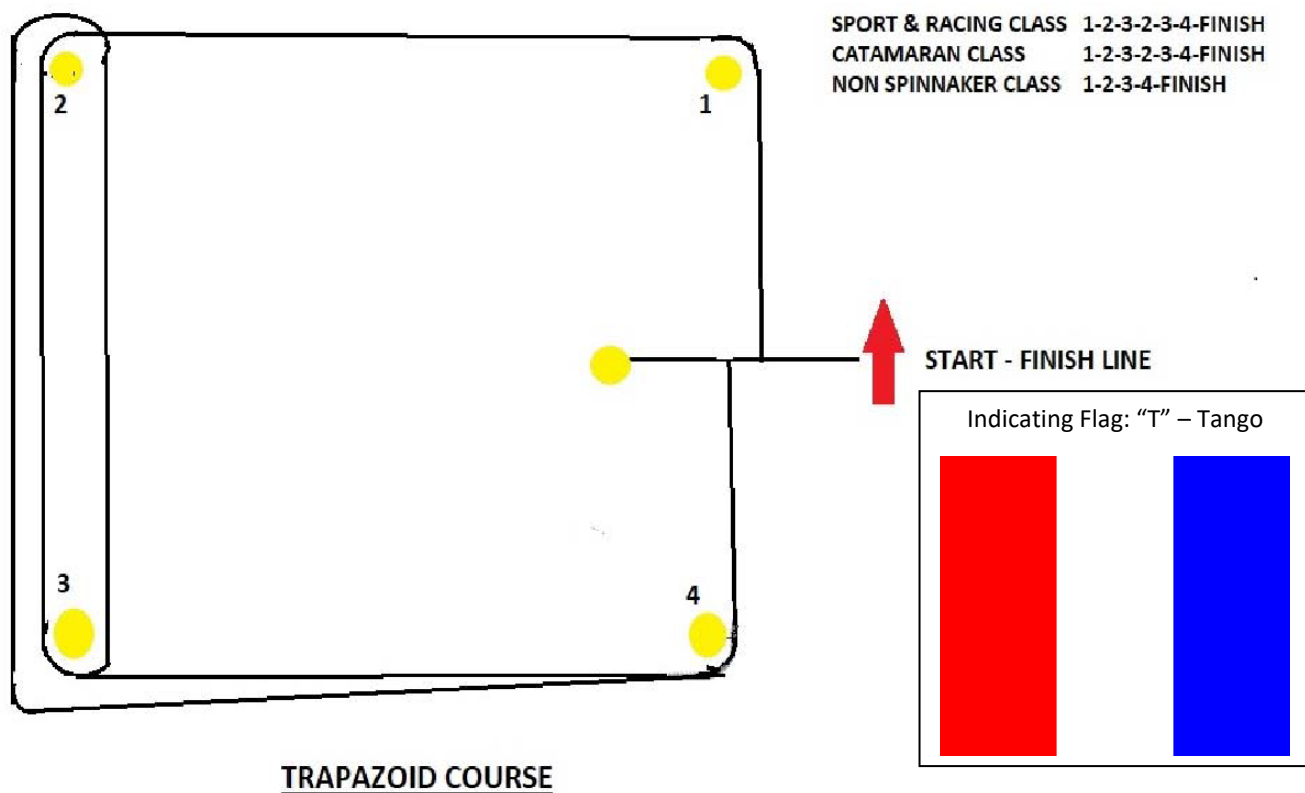 SPORT & RACING CLASS 1-2-3-2-3-4-FINISH
CATAMARAN CLASS 1-2-3-2-3-4-FINISH
NON SPINNAKER CLASS 1-2-3-4-FINISH
2
1
START - FINISH LINE
Indicating Flag: “T” – Tango
3
4
TRAPAZOID COURSE